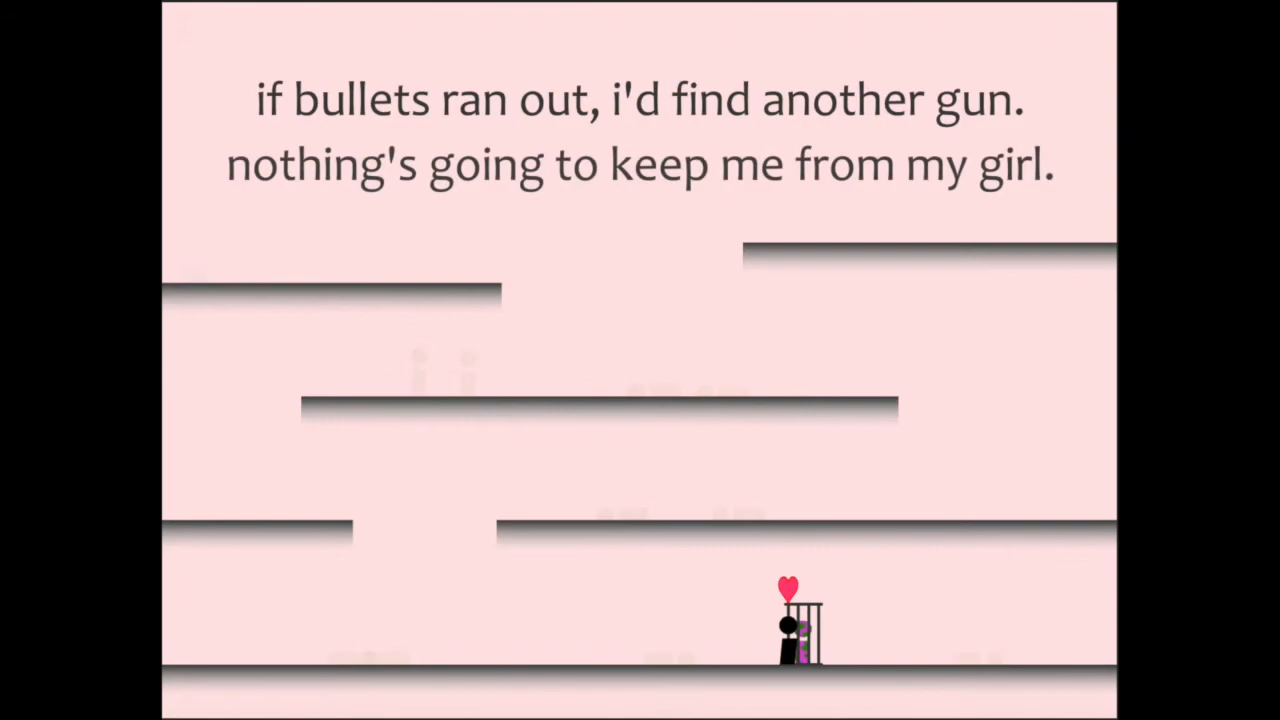 if bullets ran out, i'd find another gun.
nothing's going to keep me from my girl.